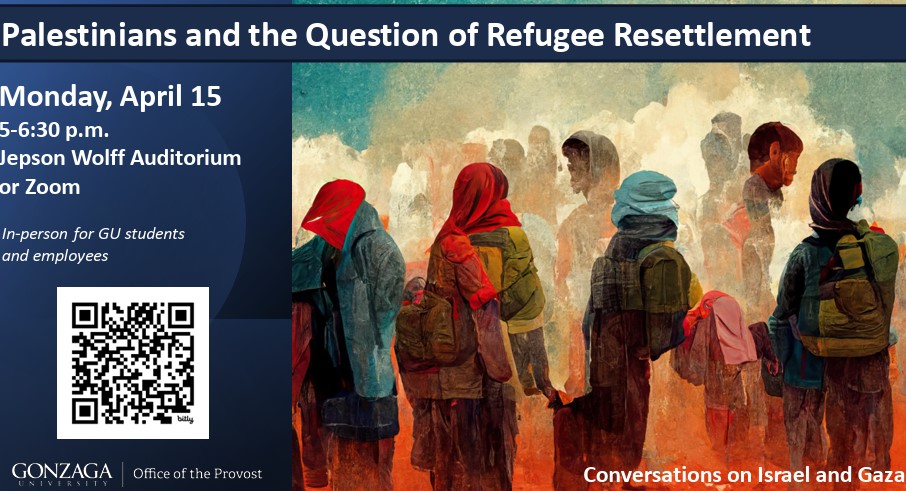 Palestinians and the Question of Refugee Resettlement
Monday, April 15
5-6:30 p.m.
Jepson Wolff Auditorium
or Zoom
In-person for GU students
and employees
bitly
GONZAGA
UNIVERSITY
Office of the Provost
Conversations on Israel and Gaza